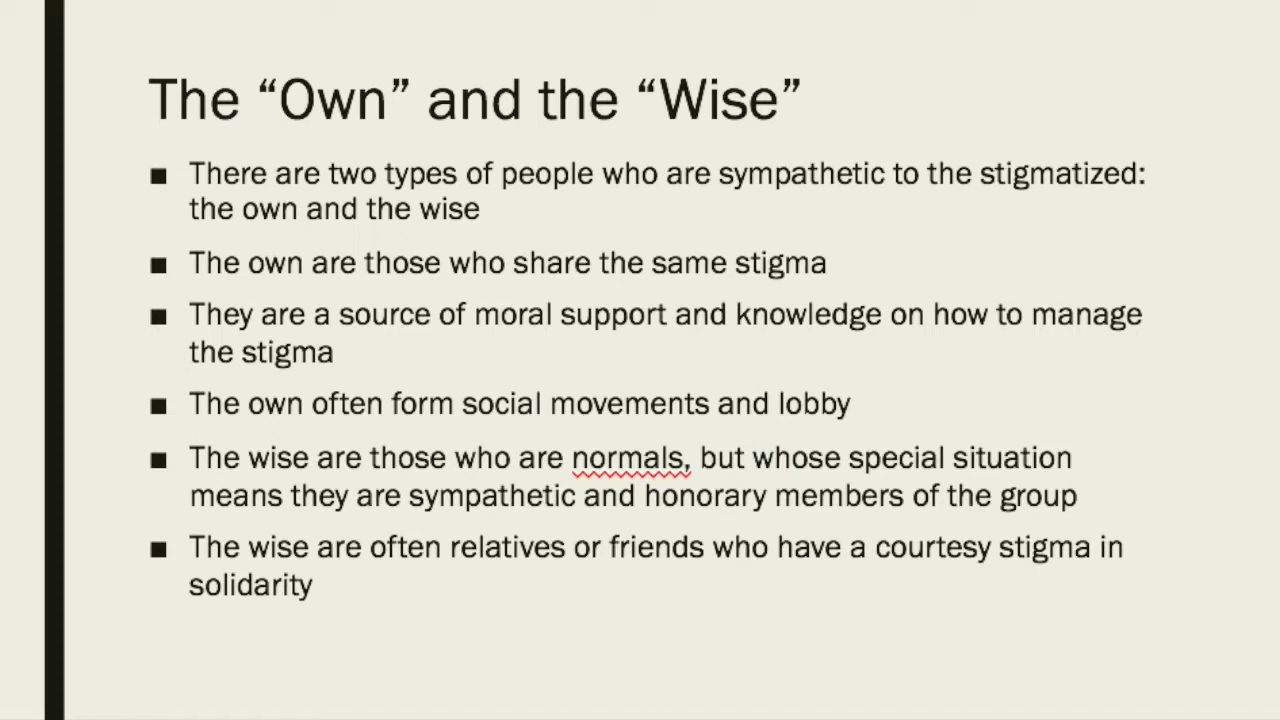 The “Own” and the “Wise”
■ There are two types of people who are sympathetic to the stigmatized:
the own and the wise
■ The own are those who share the same stigma
■ They are a source of moral support and knowledge on how to manage
the stigma
■ The own often form social movements and lobby
■ The wise are those who are normals, but whose special situation
means they are sympathetic and honorary members of the group
■ The wise are often relatives or friends who have a courtesy stigma in
solidarity